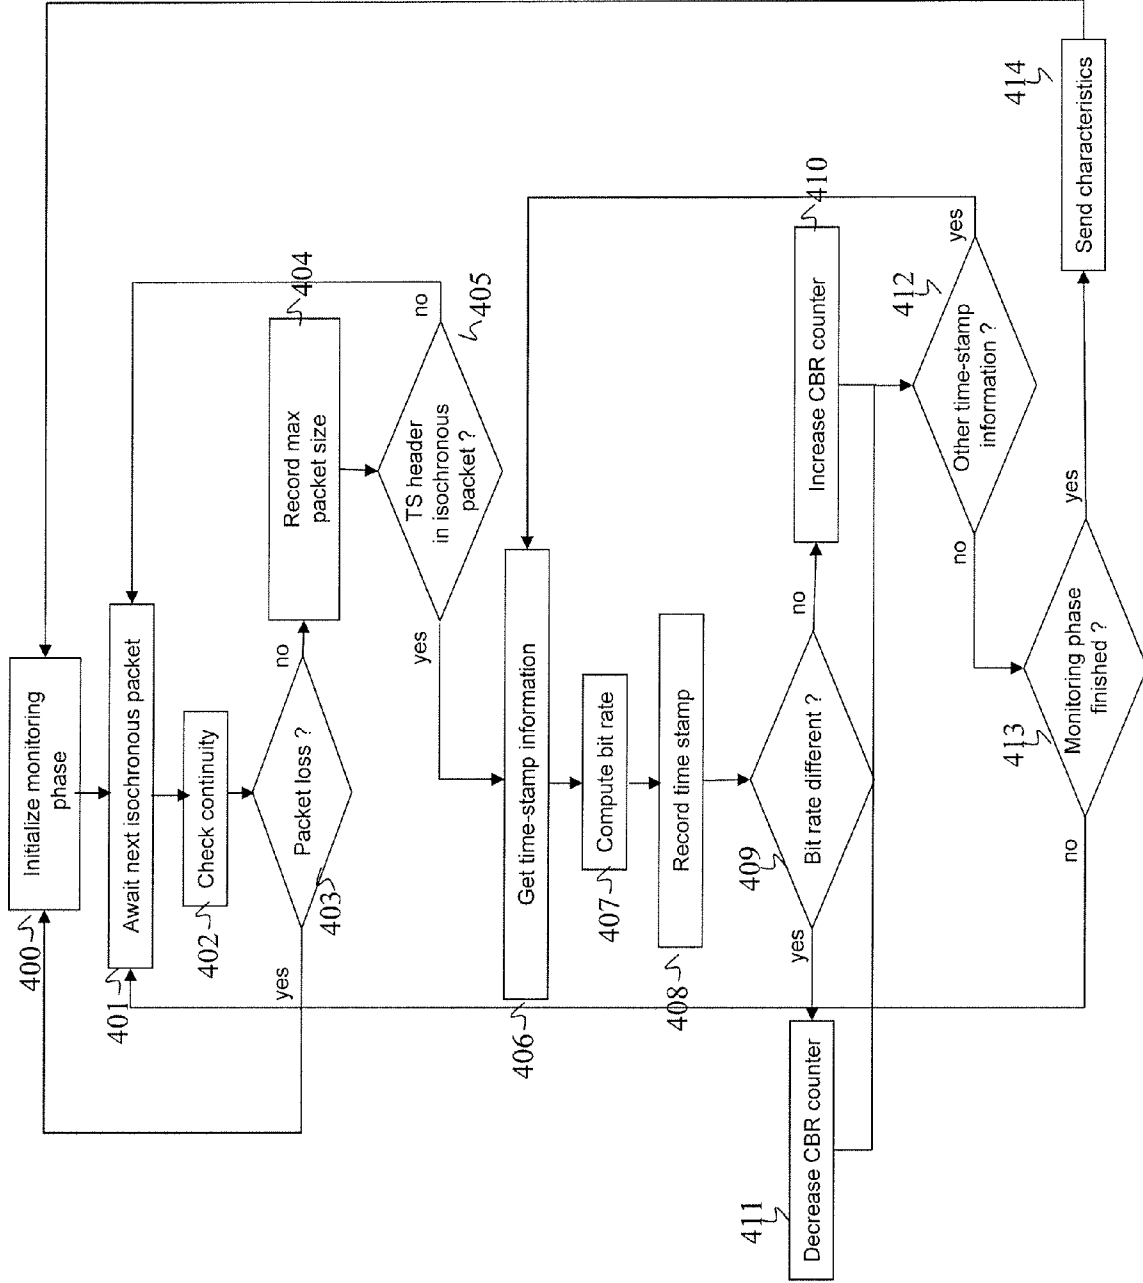 400
Initialize monitoring
phase
401
Await next isochronous packet
402
Check continuity
403
Packet loss ?
yes
no
404
Record max
packet size
405
TS header
in isochronous
packet ?
yes
no
406
Get time-stamp information
407
Compute bit rate
408
Record time stamp
409
Bit rate different ?
yes
no
410
Increase CBR counter
411
Decrease CBR counter
412
Other time-stamp
information ?
no
yes
413
Monitoring phase
finished ?
no
yes
414
Send characteristics